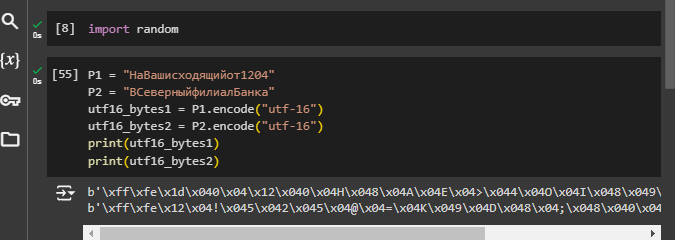 {x}
0s
[8] import random
0s
[55] P1 = "НаВашисходящийот1204"
P2 = "ВСеверныйфилиалБанка"
utf16_bytes1 = P1.encode("utf-16")
utf16_bytes2 = P2.encode("utf-16")
print(utf16_bytes1)
print(utf16_bytes2)
b'\xff\xfe\x1d\x040\x04\x12\x040\x04H\x048\x04A\x04E\x04>\x044\x04O\x04I\x048\x049\
b'\xff\xfe\x12\x04!\x045\x042\x045\x04@\x04=\x04K\x049\x04D\x048\x04;\x048\x040\x04